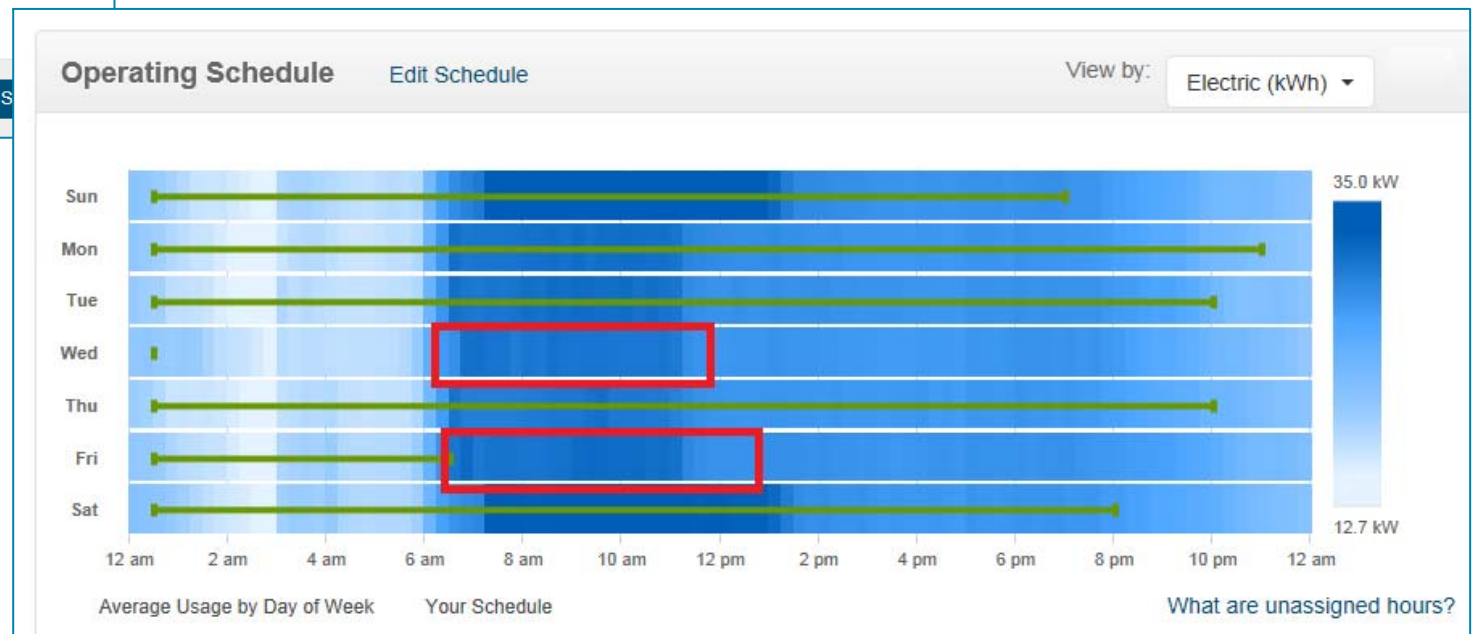 Operating Schedule Edit Schedule View by: Electric (kWh)
s
35.0 kW
Sun
Mon
Tue
Wed
Thu
Fri
Sat
12.7 kW
12 am 2 am 4 am 6 am 8 am 10 am 12 pm 2 pm 4 pm 6 pm 8 pm 10 pm 12 am
Average Usage by Day of Week Your Schedule What are unassigned hours?